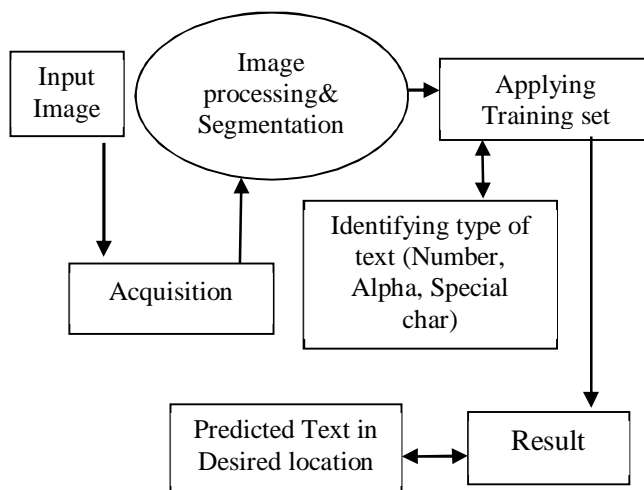 Input
Image
Image
processing&
Segmentation
Applying
Training set
Acquisition
Identifying type of
text (Number,
Alpha, Special
char)
Predicted Text in
Desired location
Result